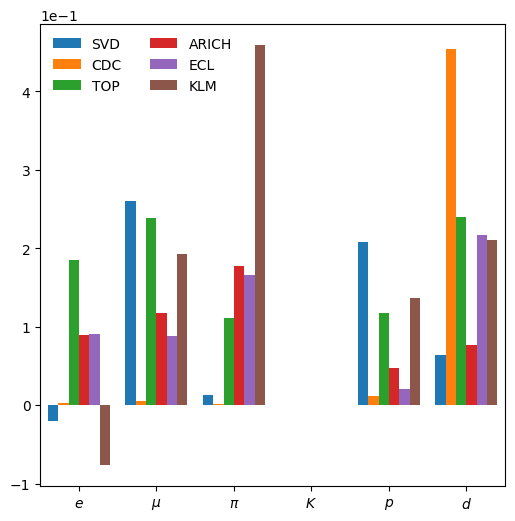 1e−1
SVD
CDC
TOP
ARICH
ECL
KLM
4
3
2
1
0
−1
e μ π K p d